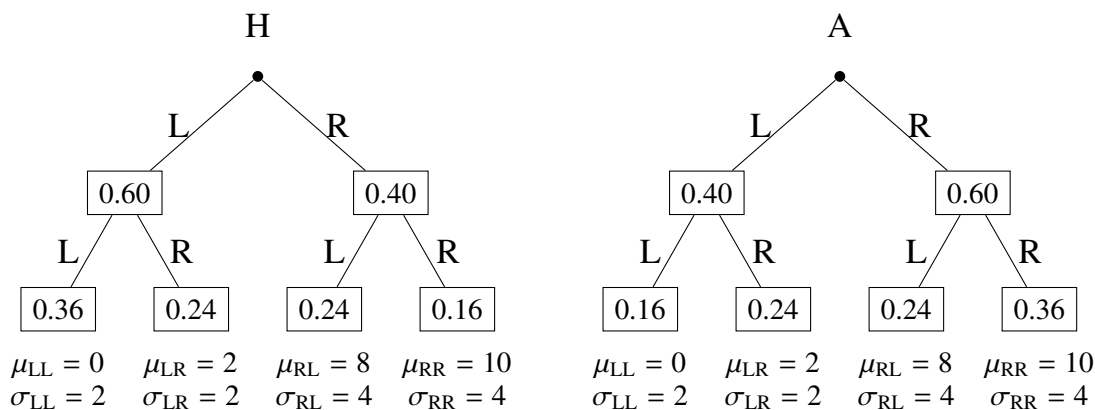 H A
L R L R
0.60 0.40 0.40 0.60
L R L R L R L R
0.36 0.24 0.24 0.16 0.16 0.24 0.24 0.36
μLL = 0 μLR = 2 μRL = 8 μRR = 10 μLL = 0 μLR = 2 μRL = 8 μRR = 10
σLL = 2 σLR = 2 σRL = 4 σRR = 4 σLL = 2 σLR = 2 σRL = 4 σRR = 4